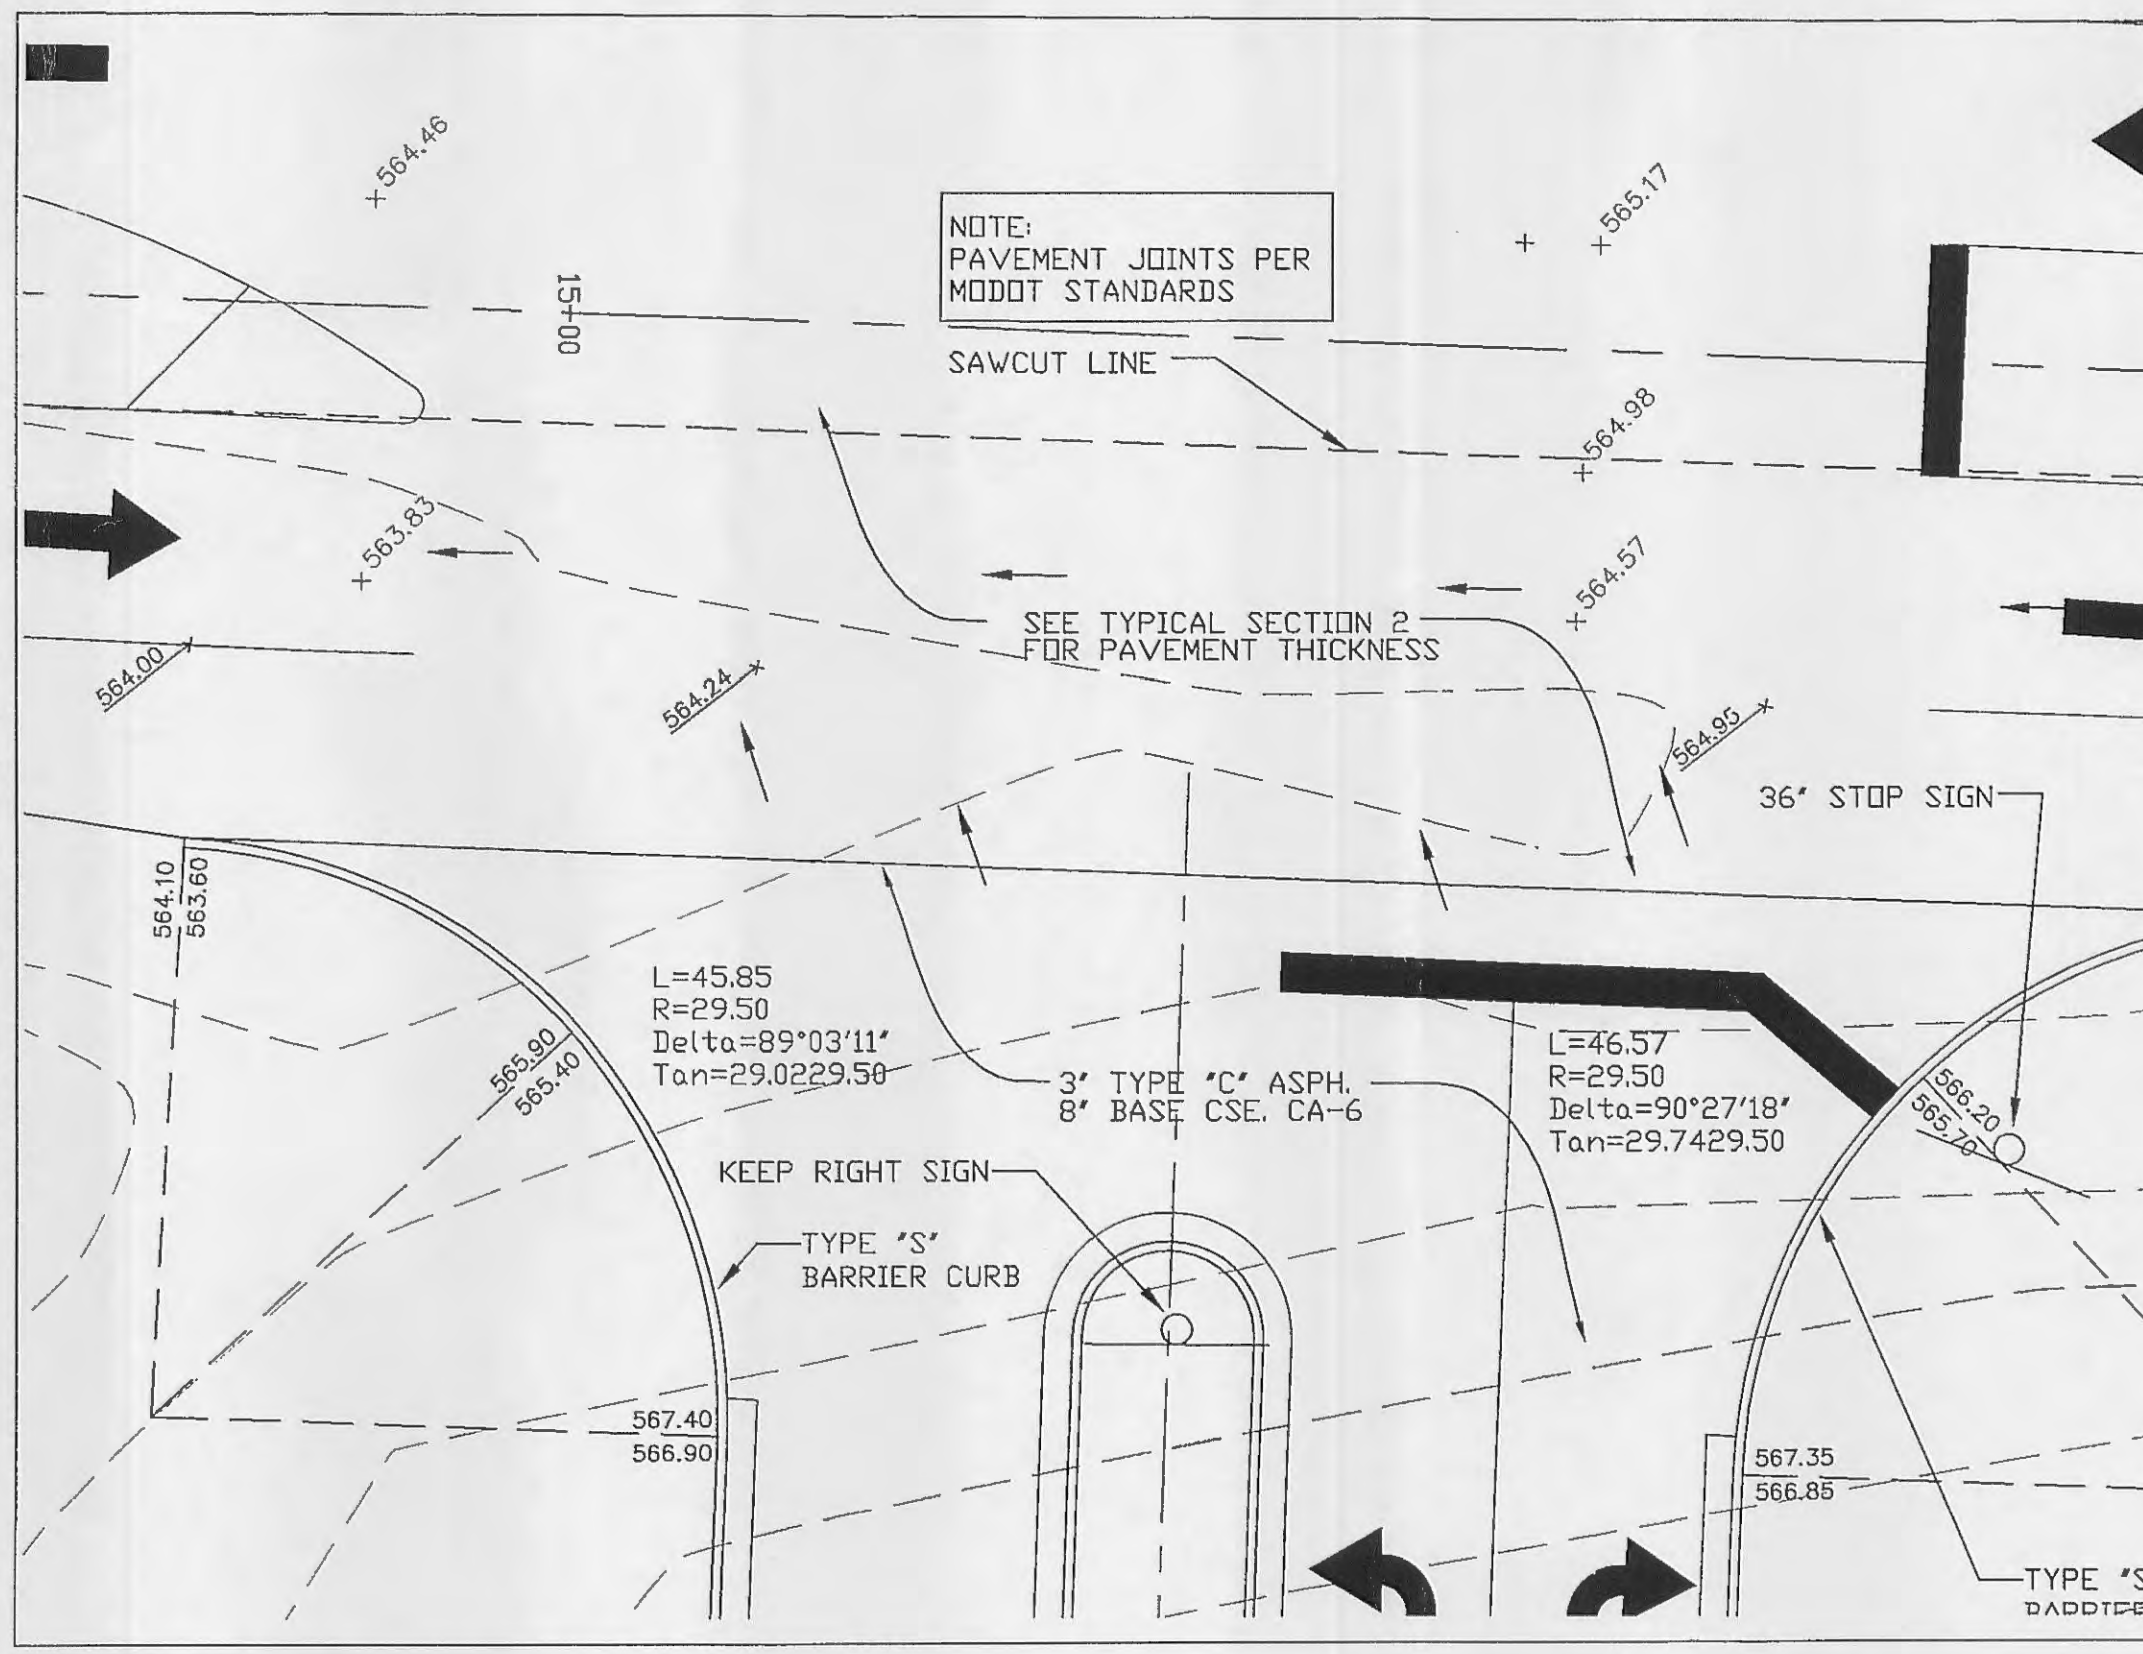 564.46
565.17
NOTE:
PAVEMENT JOINTS PER
MODOT STANDARDS
15+00
SAWCUT LINE
564.98
563.83
564.57
SEE TYPICAL SECTION 2
FOR PAVEMENT THICKNESS
564.00
564.24
564.95
36" STOP SIGN
564.10
563.60
L=45.85
R=29.50
Delta=89°03'11"
Tan=29.0229.50
565.90
565.40
3" TYPE "C" ASPH.
8" BASE CSE. CA-6
L=46.57
R=29.50
Delta=90°27'18"
Tan=29.7429.50
566.20
565.70
KEEP RIGHT SIGN
TYPE "S"
BARRIER CURB
567.40
566.90
567.35
566.85
TYPE "S